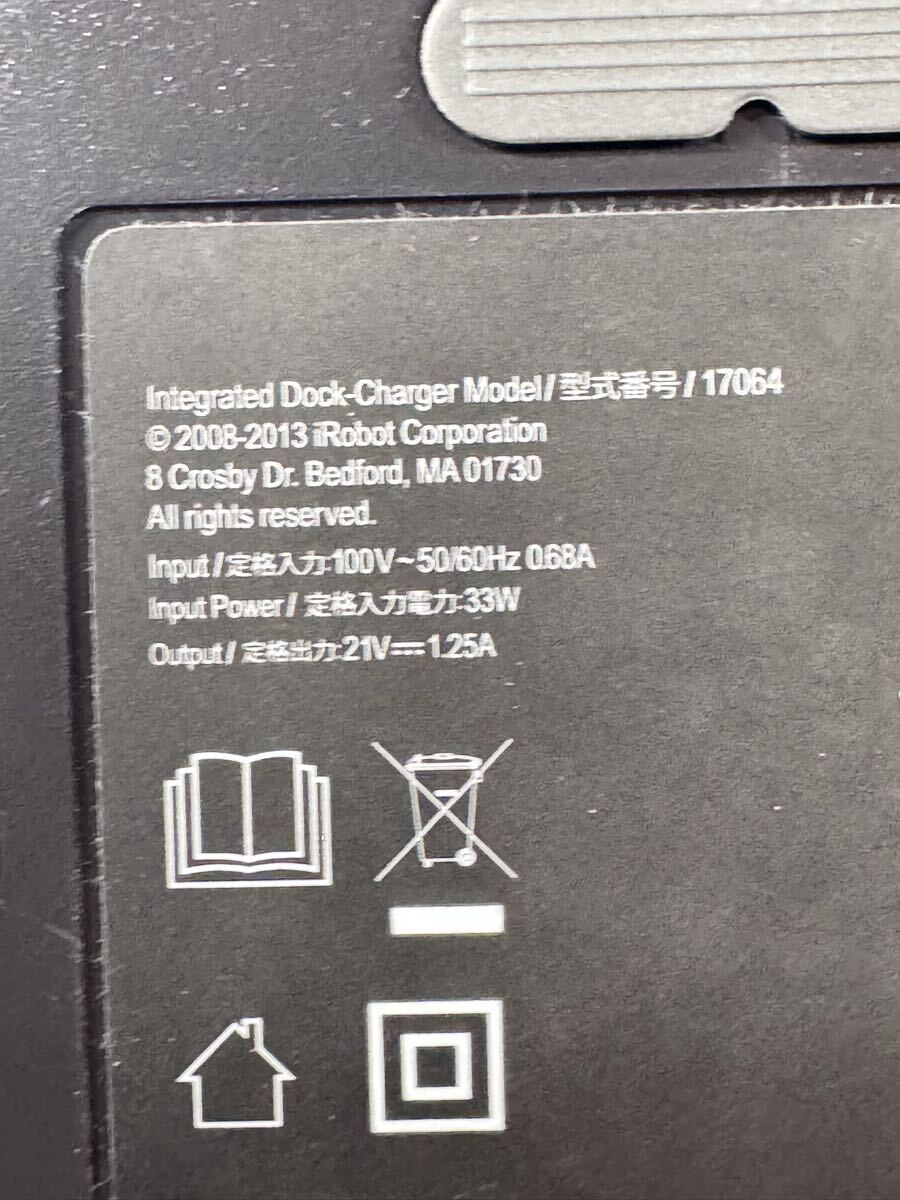 Integrated Dock-Charger Model / 型式番号 / 17064
© 2008-2013 iRobot Corporation
8 Crosby Dr. Bedford, MA 01730
All rights reserved.
Input / 定格入力:100V~50/60Hz 0.68A
Input Power / 定格入力電力:33W
Output / 定格出力:21V⎓1.25A